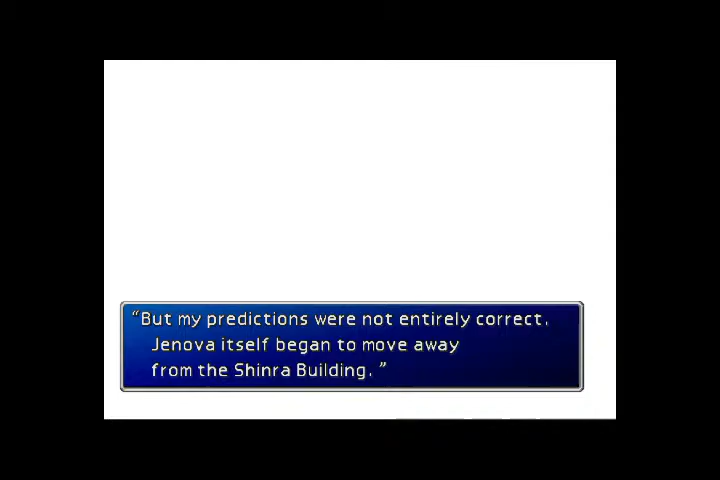 “But my predictions were not entirely correct.
Jenova itself began to move away
from the Shinra Building. ”